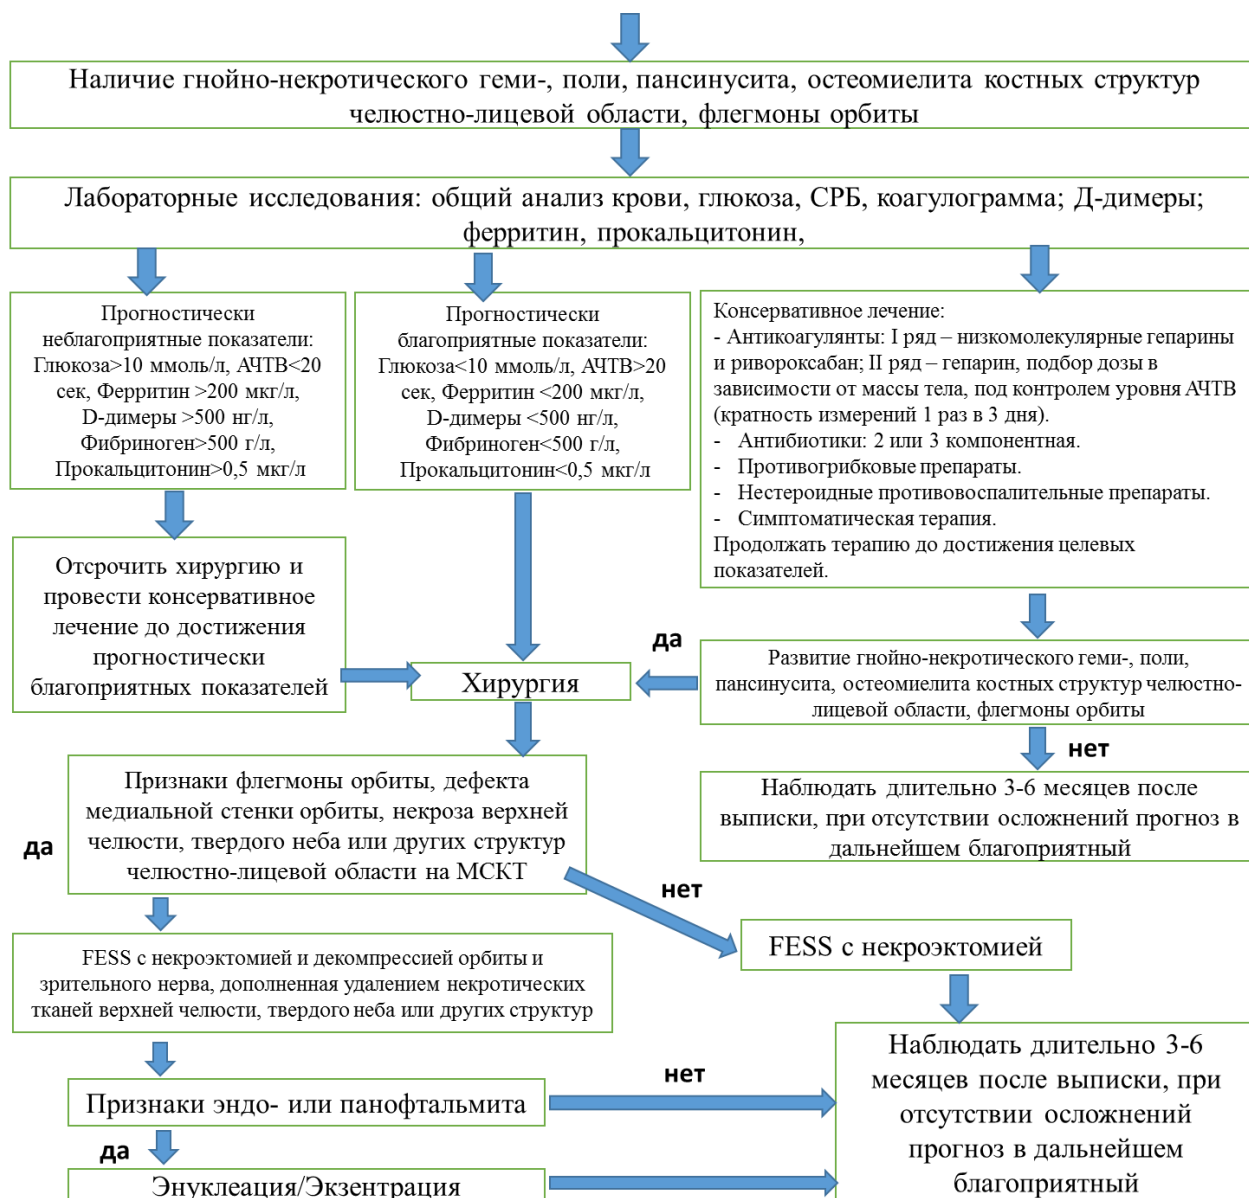 Наличие гнойно-некротического геми-, поли, пансинусита, остеомиелита костных структур
челюстно-лицевой области, флегмоны орбиты
Лабораторные исследования: общий анализ крови, глюкоза, СРБ, коагулограмма; Д-димеры;
ферритин, прокальцитонин,
Прогностически
неблагоприятные показатели:
Глюкоза>10 ммоль/л, АЧТВ<20
сек, Ферритин >200 мкг/л,
D-димеры >500 нг/л,
Фибриноген>500 г/л,
Прокальцитонин>0,5 мкг/л
Прогностически
благоприятные показатели:
Глюкоза<10 ммоль/л, АЧТВ>20
сек, Ферритин <200 мкг/л,
D-димеры <500 нг/л,
Фибриноген<500 г/л,
Прокальцитонин<0,5 мкг/л
Консервативное лечение:
- Антикоагулянты: I ряд – низкомолекулярные гепарины
и ривороксабан; II ряд – гепарин, подбор дозы в
зависимости от массы тела, под контролем уровня АЧТВ
(кратность измерений 1 раз в 3 дня).
- Антибиотики: 2 или 3 компонентная.
- Противогрибковые препараты.
- Нестероидные противовоспалительные препараты.
- Симптоматическая терапия.
Продолжать терапию до достижения целевых
показателей.
Отсрочить хирургию и
провести консервативное
лечение до достижения
прогностически
благоприятных показателей
Хирургия
да
Развитие гнойно-некротического геми-, поли,
пансинусита, остеомиелита костных структур челюстно-
лицевой области, флегмоны орбиты
нет
Наблюдать длительно 3-6 месяцев после
выписки, при отсутствии осложнений прогноз в
дальнейшем благоприятный
Признаки флегмоны орбиты, дефекта
медиальной стенки орбиты, некроза верхней
челюсти, твердого неба или других структур
челюстно-лицевой области на МСКТ
да
нет
FESS с некроэктомией и декомпрессией орбиты и
зрительного нерва, дополненная удалением некротических
тканей верхней челюсти, твердого неба или других структур
FESS с некроэктомией
Признаки эндо- или панофтальмита
нет
да
Энуклеация/Экзентрация
Наблюдать длительно 3-6
месяцев после выписки, при
отсутствии осложнений
прогноз в дальнейшем
благоприятный